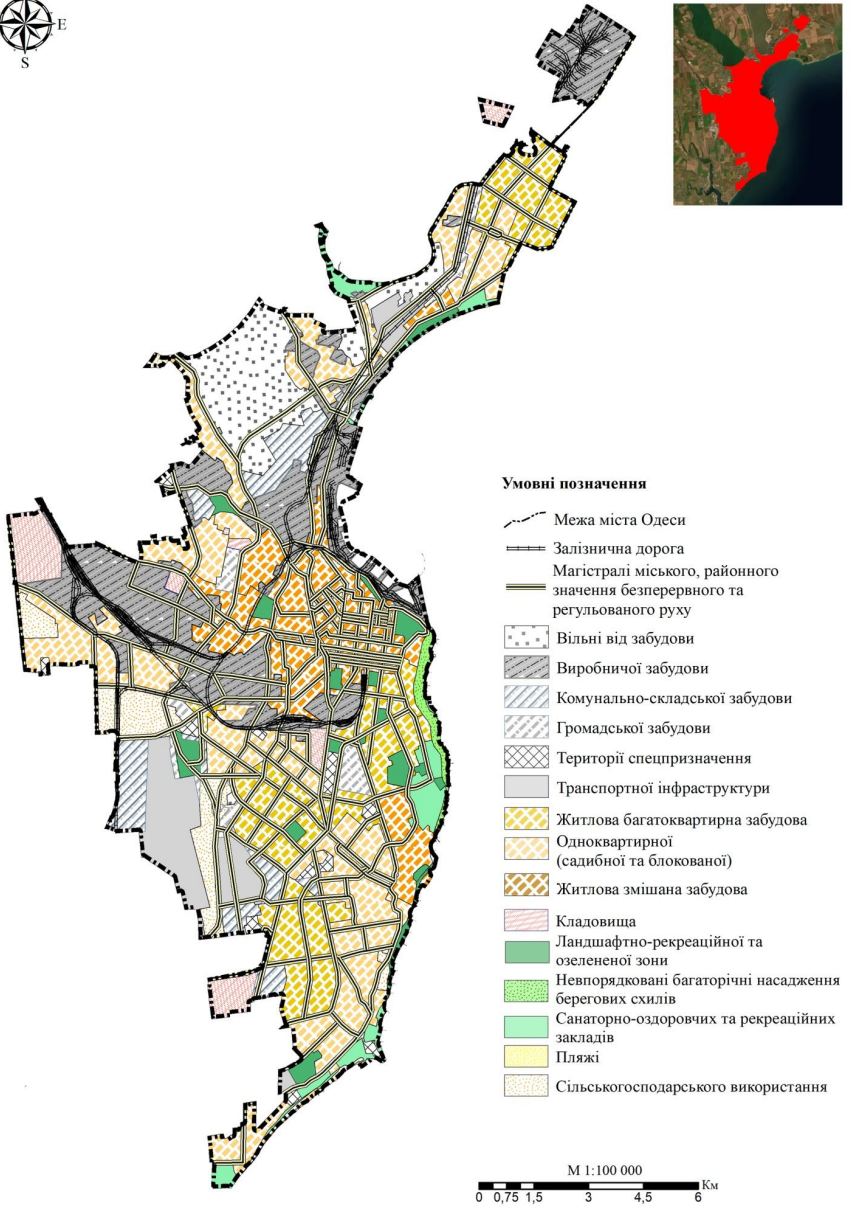 E
S
Умовні позначення
Межа міста Одеси
Залізнична дорога
Магістралі міського, районного
значення безперервного та
регульованого руху
Вільні від забудови
Виробничої забудови
Комунально-складської забудови
Громадської забудови
Території спецпризначення
Транспортної інфраструктури
Житлова багатоквартирна забудова
Одноквартирної
(садибної та блокованої)
Житлова змішана забудова
Кладовища
Ландшафтно-рекреаційної та
озелененої зони
Невпорядковані багаторічні насадження
берегових схилів
Санаторно-оздоровчих та рекреаційних
закладів
Пляжі
Сільськогосподарського використання
М 1:100 000
Км
0 0,75 1,5 3 4,5 6